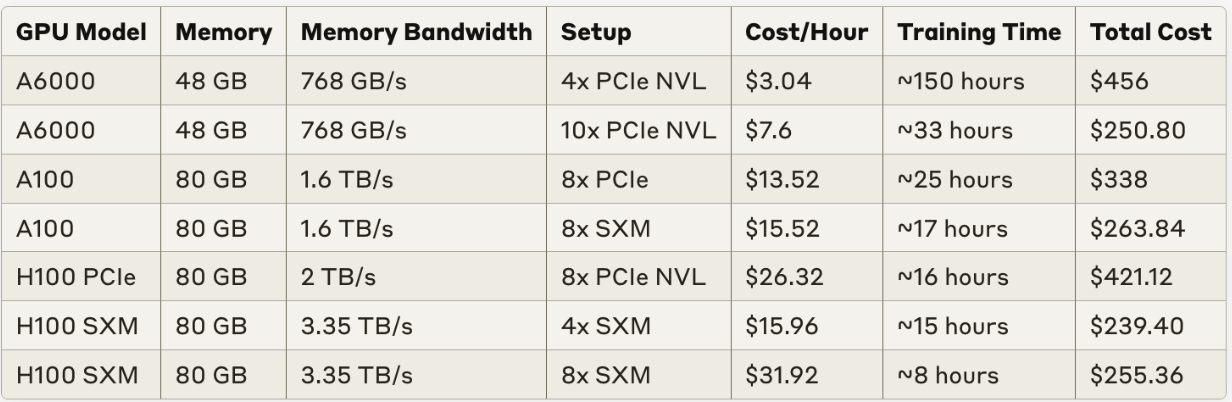 GPU Model Memory Memory Bandwidth Setup Cost/Hour Training Time Total Cost
A6000 48 GB 768 GB/s 4x PCIe NVL $3.04 ~150 hours $456
A6000 48 GB 768 GB/s 10x PCIe NVL $7.6 ~33 hours $250.80
A100 80 GB 1.6 TB/s 8x PCIe $13.52 ~25 hours $338
A100 80 GB 1.6 TB/s 8x SXM $15.52 ~17 hours $263.84
H100 PCIe 80 GB 2 TB/s 8x PCIe NVL $26.32 ~16 hours $421.12
H100 SXM 80 GB 3.35 TB/s 4x SXM $15.96 ~15 hours $239.40
H100 SXM 80 GB 3.35 TB/s 8x SXM $31.92 ~8 hours $255.36